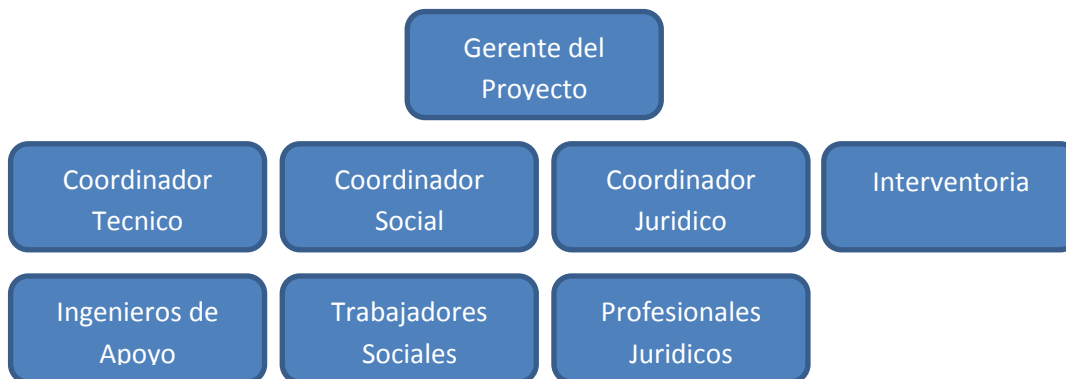 Gerente del
Proyecto
Coordinador
Tecnico
Coordinador
Social
Coordinador
Juridico
Interventoria
Ingenieros de
Apoyo
Trabajadores
Sociales
Profesionales
Juridicos